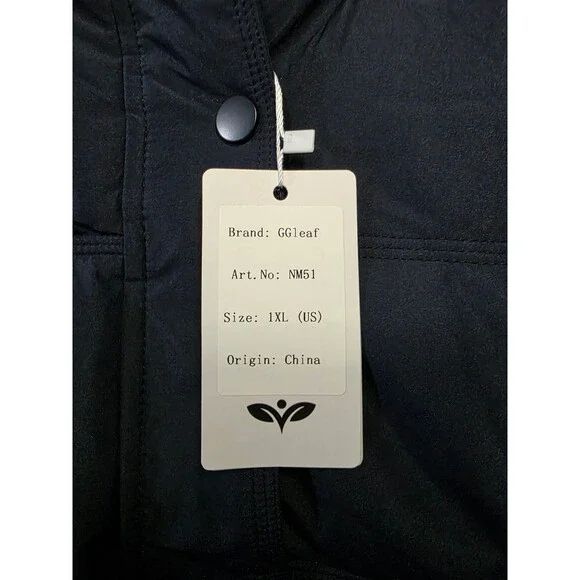 Brand: GGleaf
Art.No: NM51
Size: 1XL (US)
Origin: China